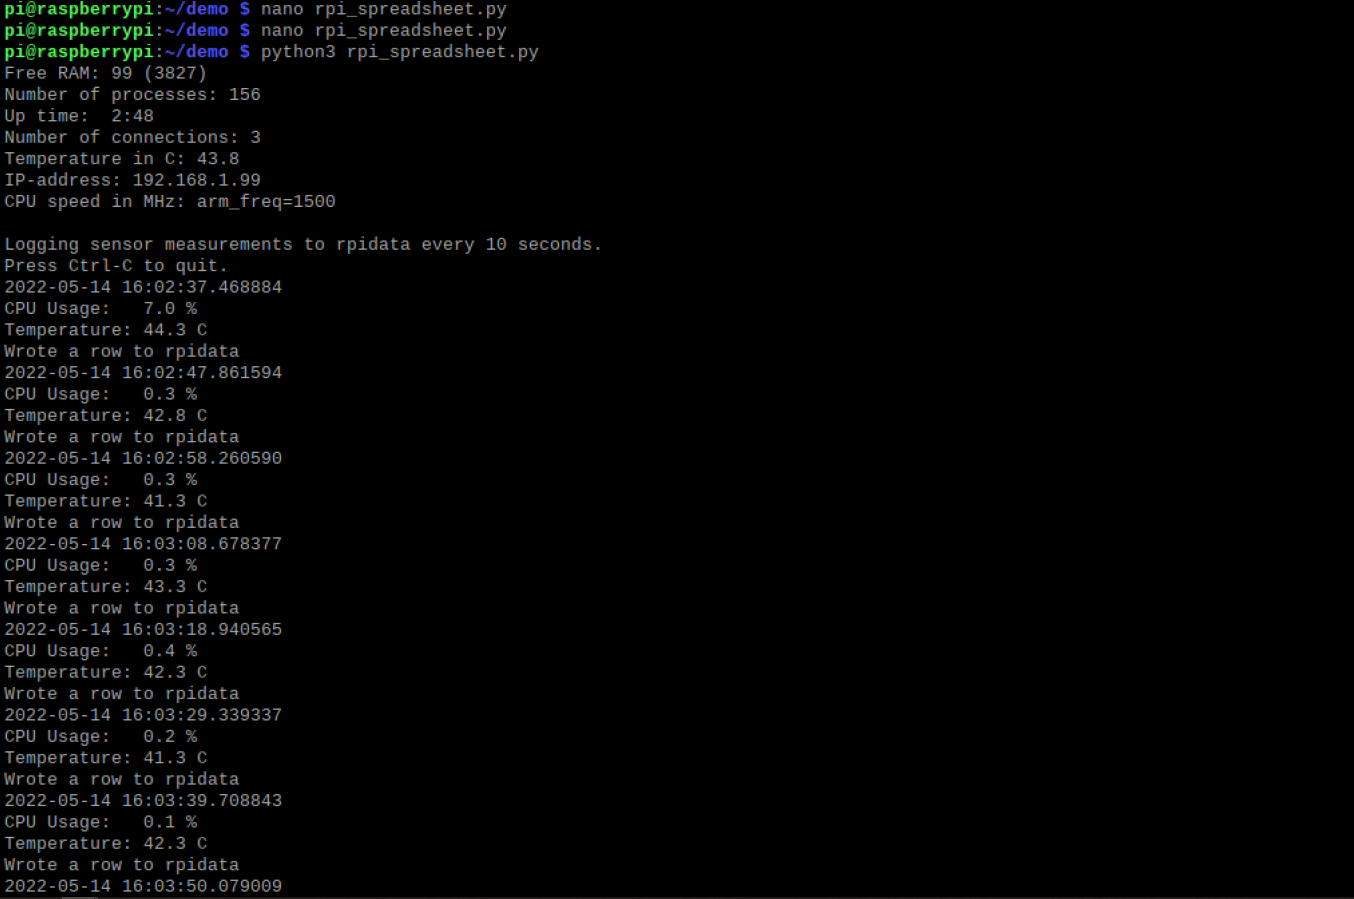 pi@raspberrypi:~/demo $ nano rpi_spreadsheet.py
pi@raspberrypi:~/demo $ nano rpi_spreadsheet.py
pi@raspberrypi:~/demo $ python3 rpi_spreadsheet.py
Free RAM: 99 (3827)
Number of processes: 156
Up time:  2:48
Number of connections: 3
Temperature in C: 43.8
IP-address: 192.168.1.99
CPU speed in MHz: arm_freq=1500

Logging sensor measurements to rpidata every 10 seconds.
Press Ctrl-C to quit.
2022-05-14 16:02:37.468884
CPU Usage:   7.0 %
Temperature: 44.3 C
Wrote a row to rpidata
2022-05-14 16:02:47.861594
CPU Usage:   0.3 %
Temperature: 42.8 C
Wrote a row to rpidata
2022-05-14 16:02:58.260590
CPU Usage:   0.3 %
Temperature: 41.3 C
Wrote a row to rpidata
2022-05-14 16:03:08.678377
CPU Usage:   0.3 %
Temperature: 43.3 C
Wrote a row to rpidata
2022-05-14 16:03:18.940565
CPU Usage:   0.4 %
Temperature: 42.3 C
Wrote a row to rpidata
2022-05-14 16:03:29.339337
CPU Usage:   0.2 %
Temperature: 41.3 C
Wrote a row to rpidata
2022-05-14 16:03:39.708843
CPU Usage:   0.1 %
Temperature: 42.3 C
Wrote a row to rpidata
2022-05-14 16:03:50.079009